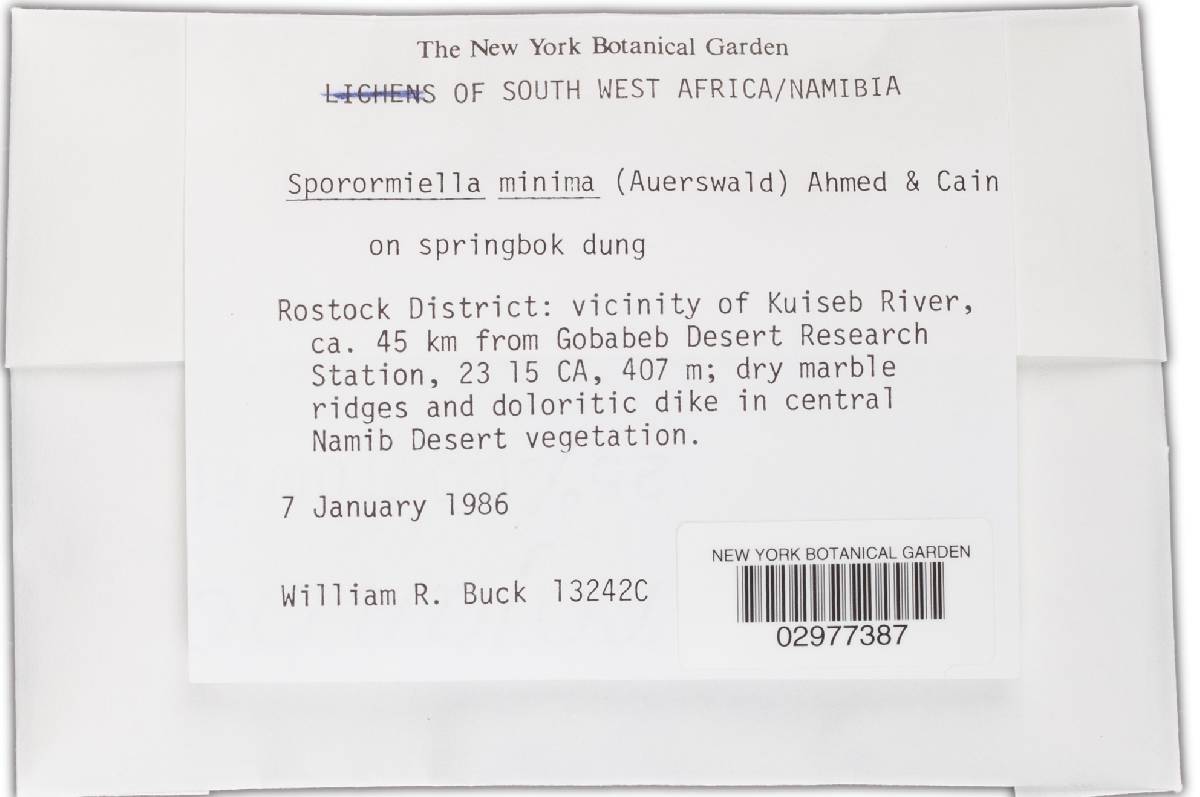 The New York Botanical Garden
LICHENS OF SOUTH WEST AFRICA/NAMIBIA
Sporormiella minima (Auerswald) Ahmed & Cain
on springbok dung
Rostock District: vicinity of Kuiseb River,
ca. 45 km from Gobabeb Desert Research
Station, 23 15 CA, 407 m; dry marble
ridges and doloritic dike in central
Namib Desert vegetation.
7 January 1986
William R. Buck 13242C
NEW YORK BOTANICAL GARDEN
02977387